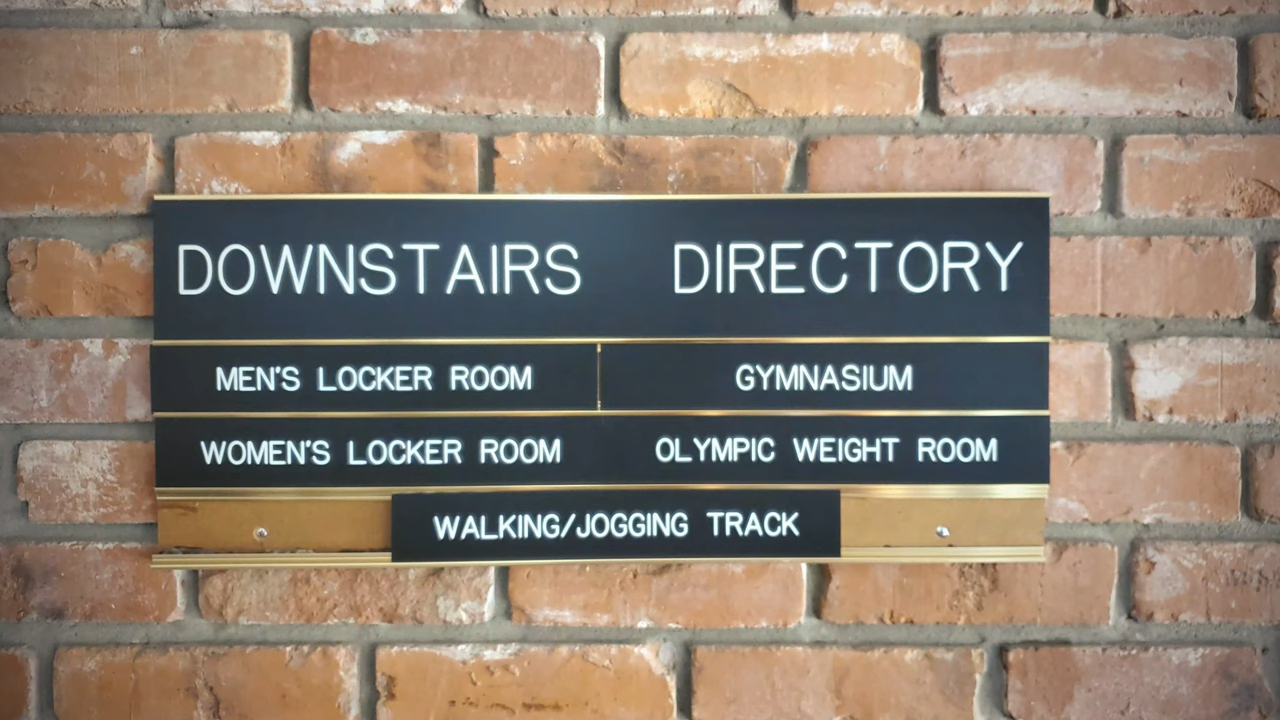 DOWNSTAIRS DIRECTORY
MEN'S LOCKER ROOM GYMNASIUM
WOMEN'S LOCKER ROOM OLYMPIC WEIGHT ROOM
WALKING/JOGGING TRACK